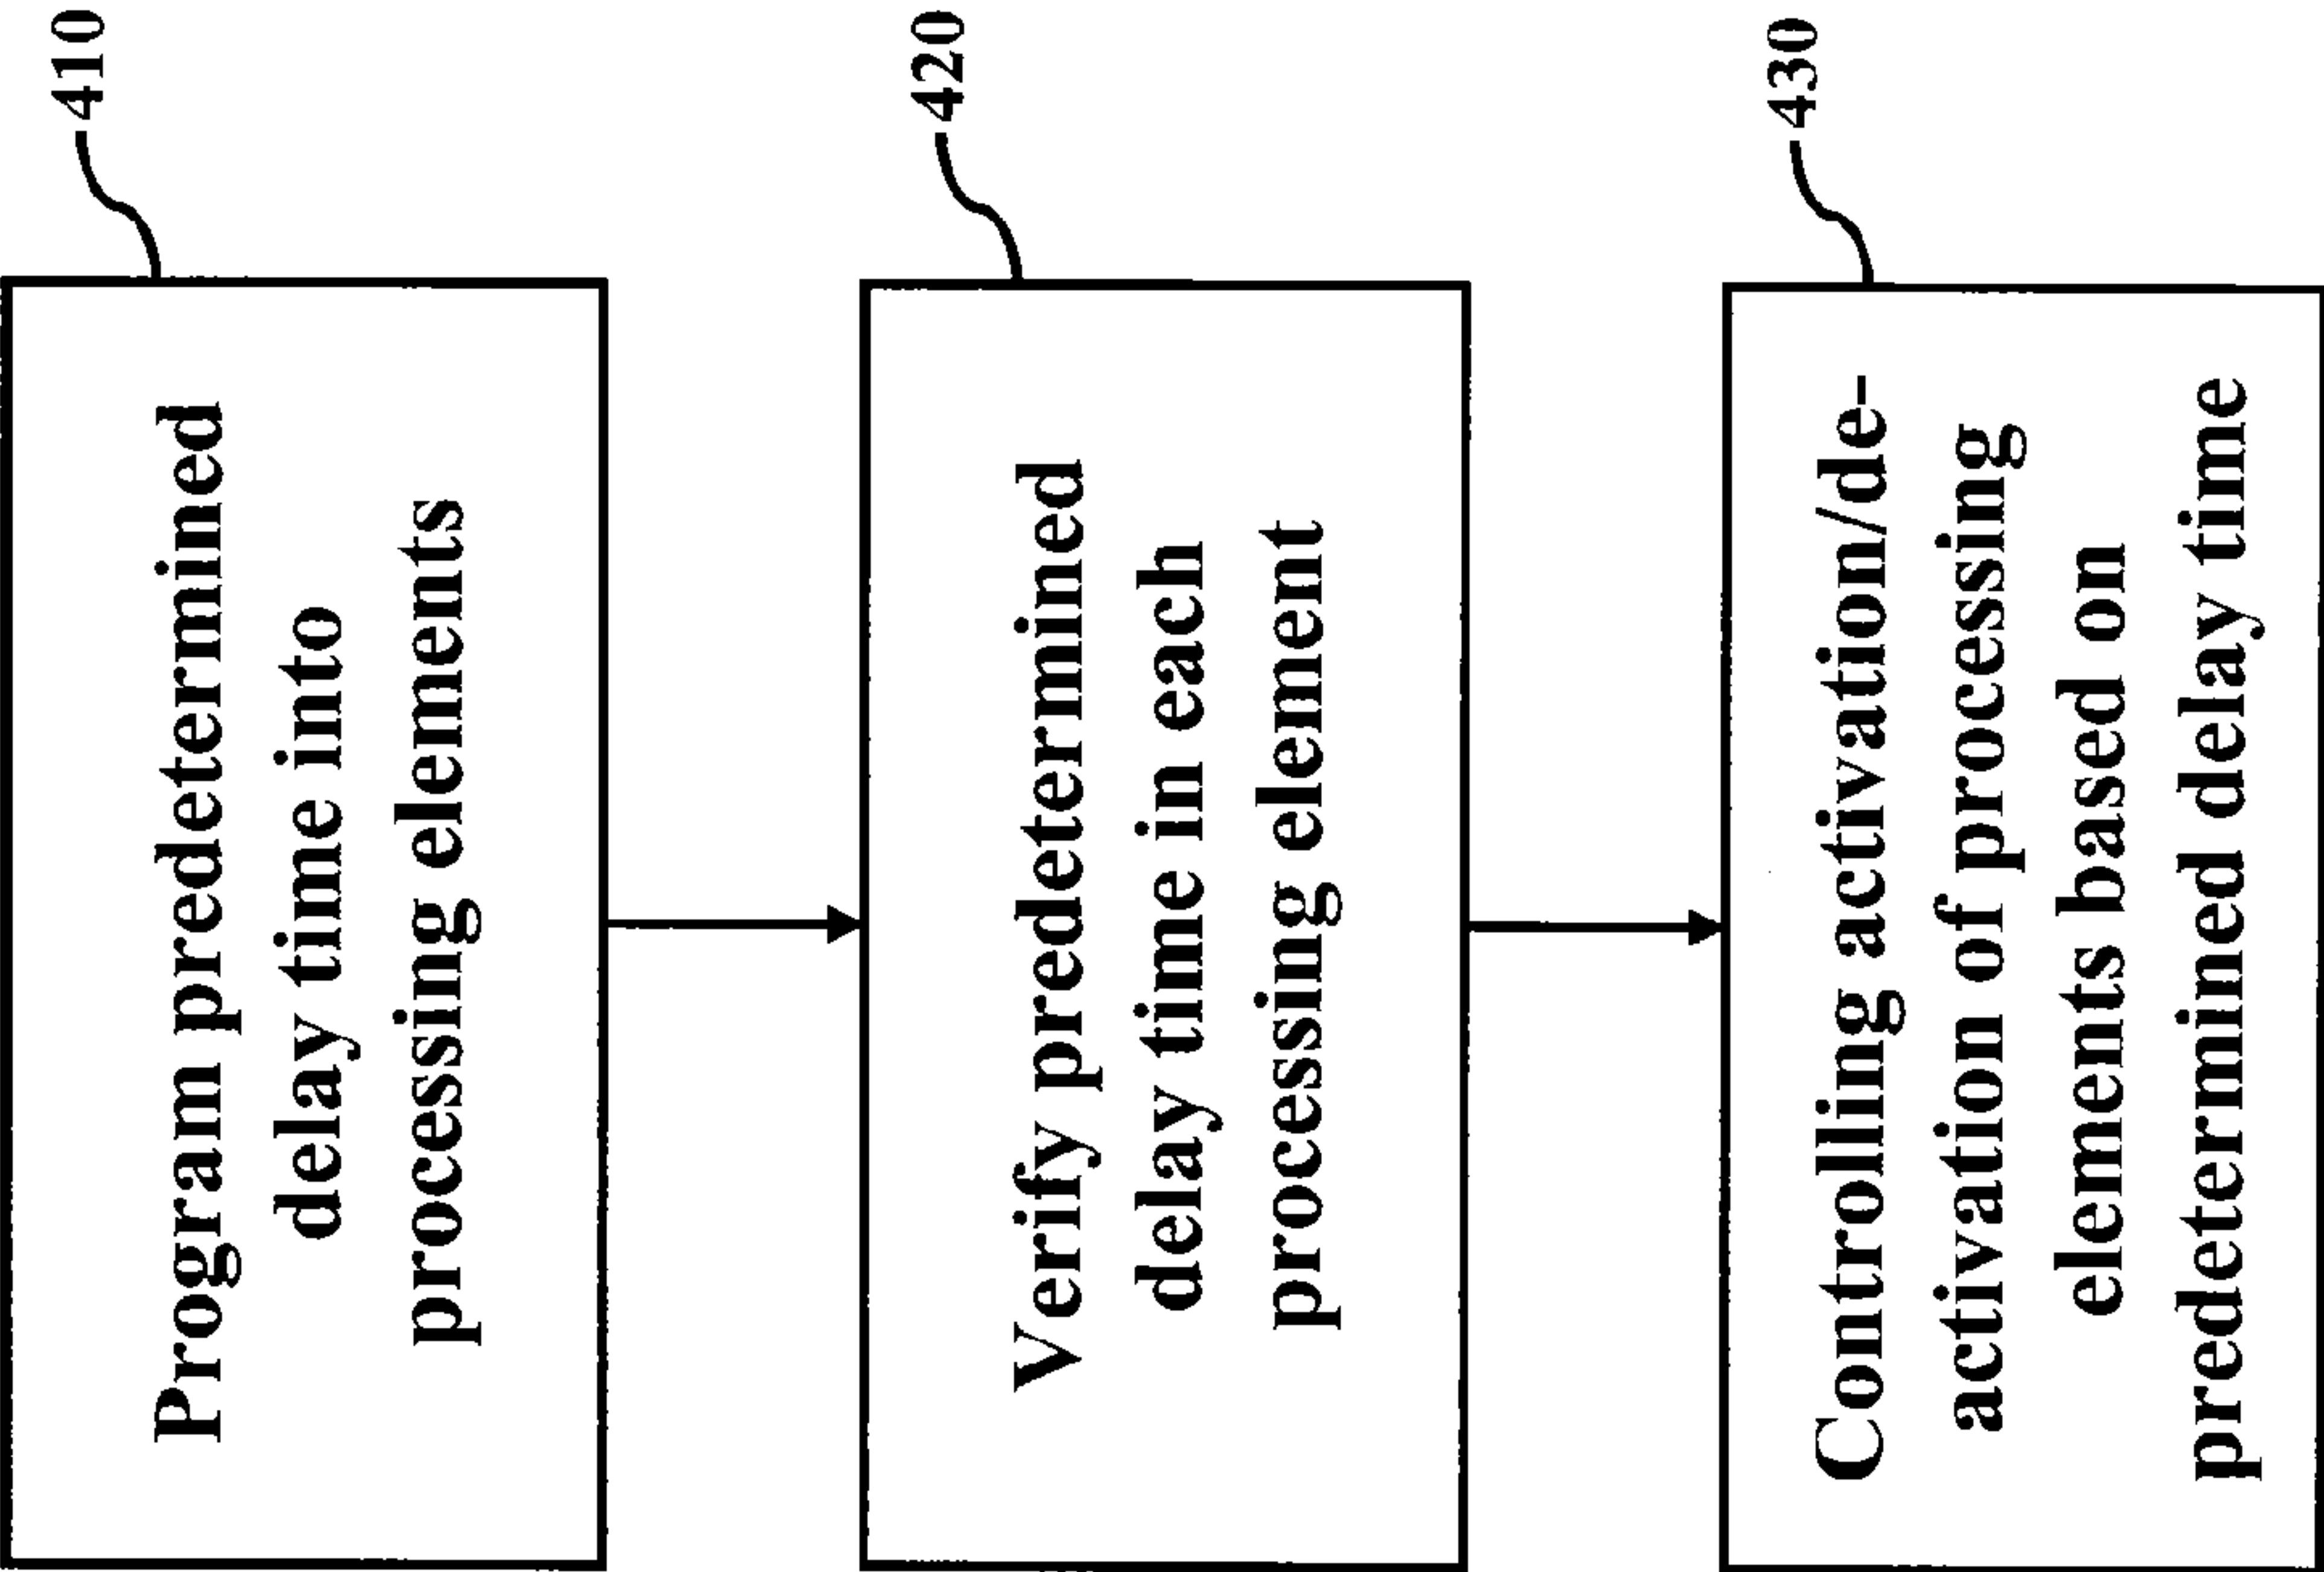 410
Program predetermined
delay time into
processing elements
420
Verify predetermined
delay time in each
processing element
430
Controlling activation/de-
activation of processing
elements based on
predetermined delay time